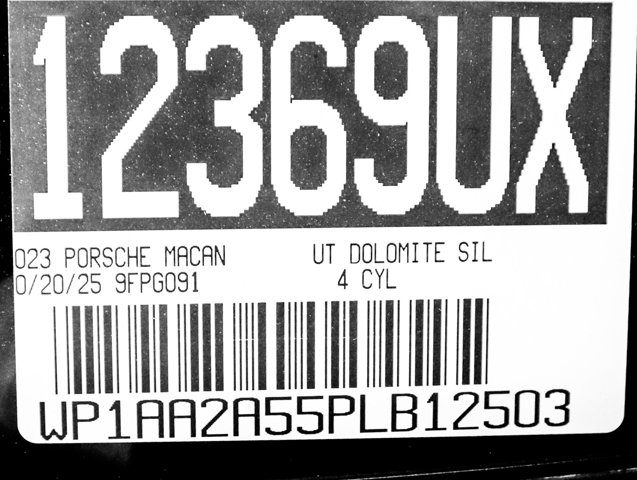 12369UX
023 PORSCHE MACAN UT DOLOMITE SIL
0/20/25 9FPG091 4 CYL
WP1AA2A55PLB12503